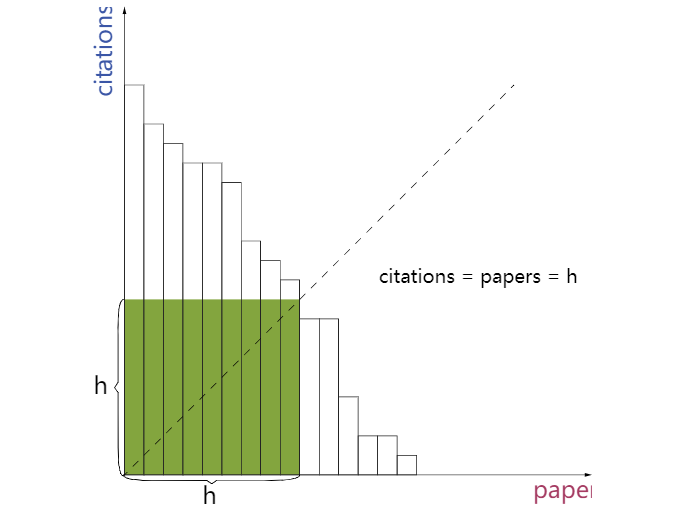 citations
citations = papers = h
h
h
paper